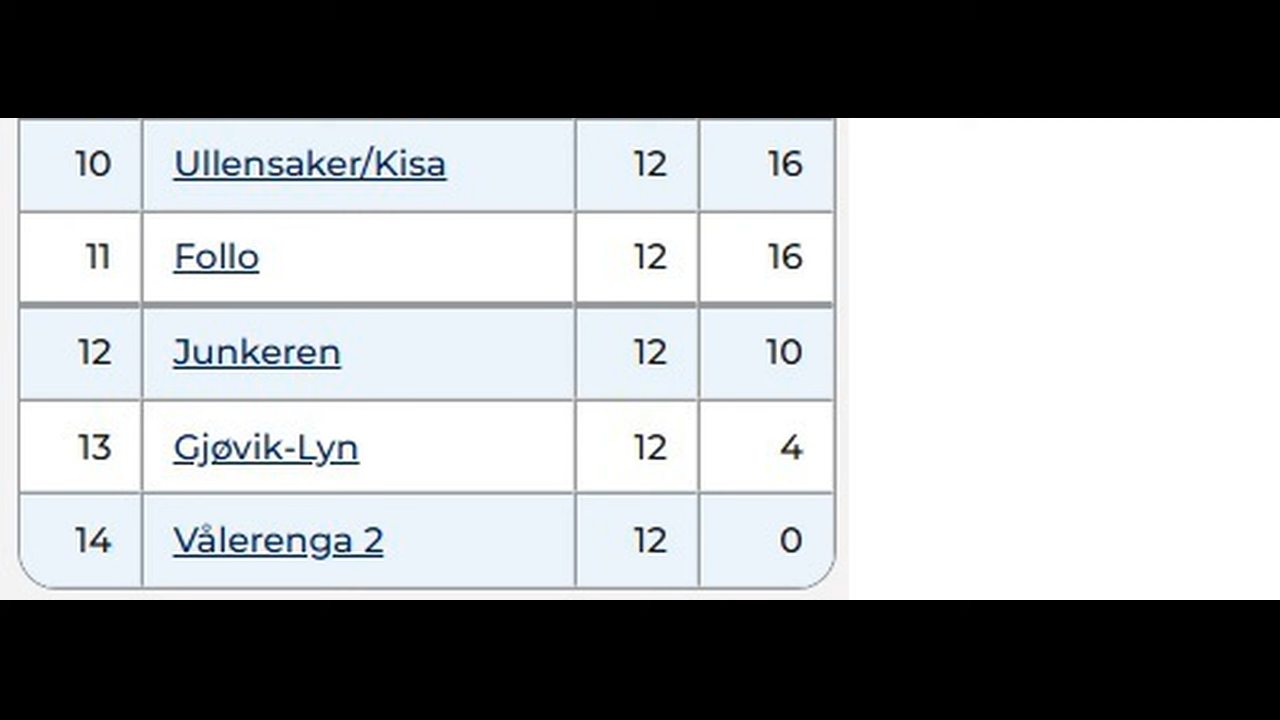 10 Ullensaker/Kisa 12 16
11 Follo 12 16
12 Junkeren 12 10
13 Gjøvik-Lyn 12 4
14 Vålerenga 2 12 0